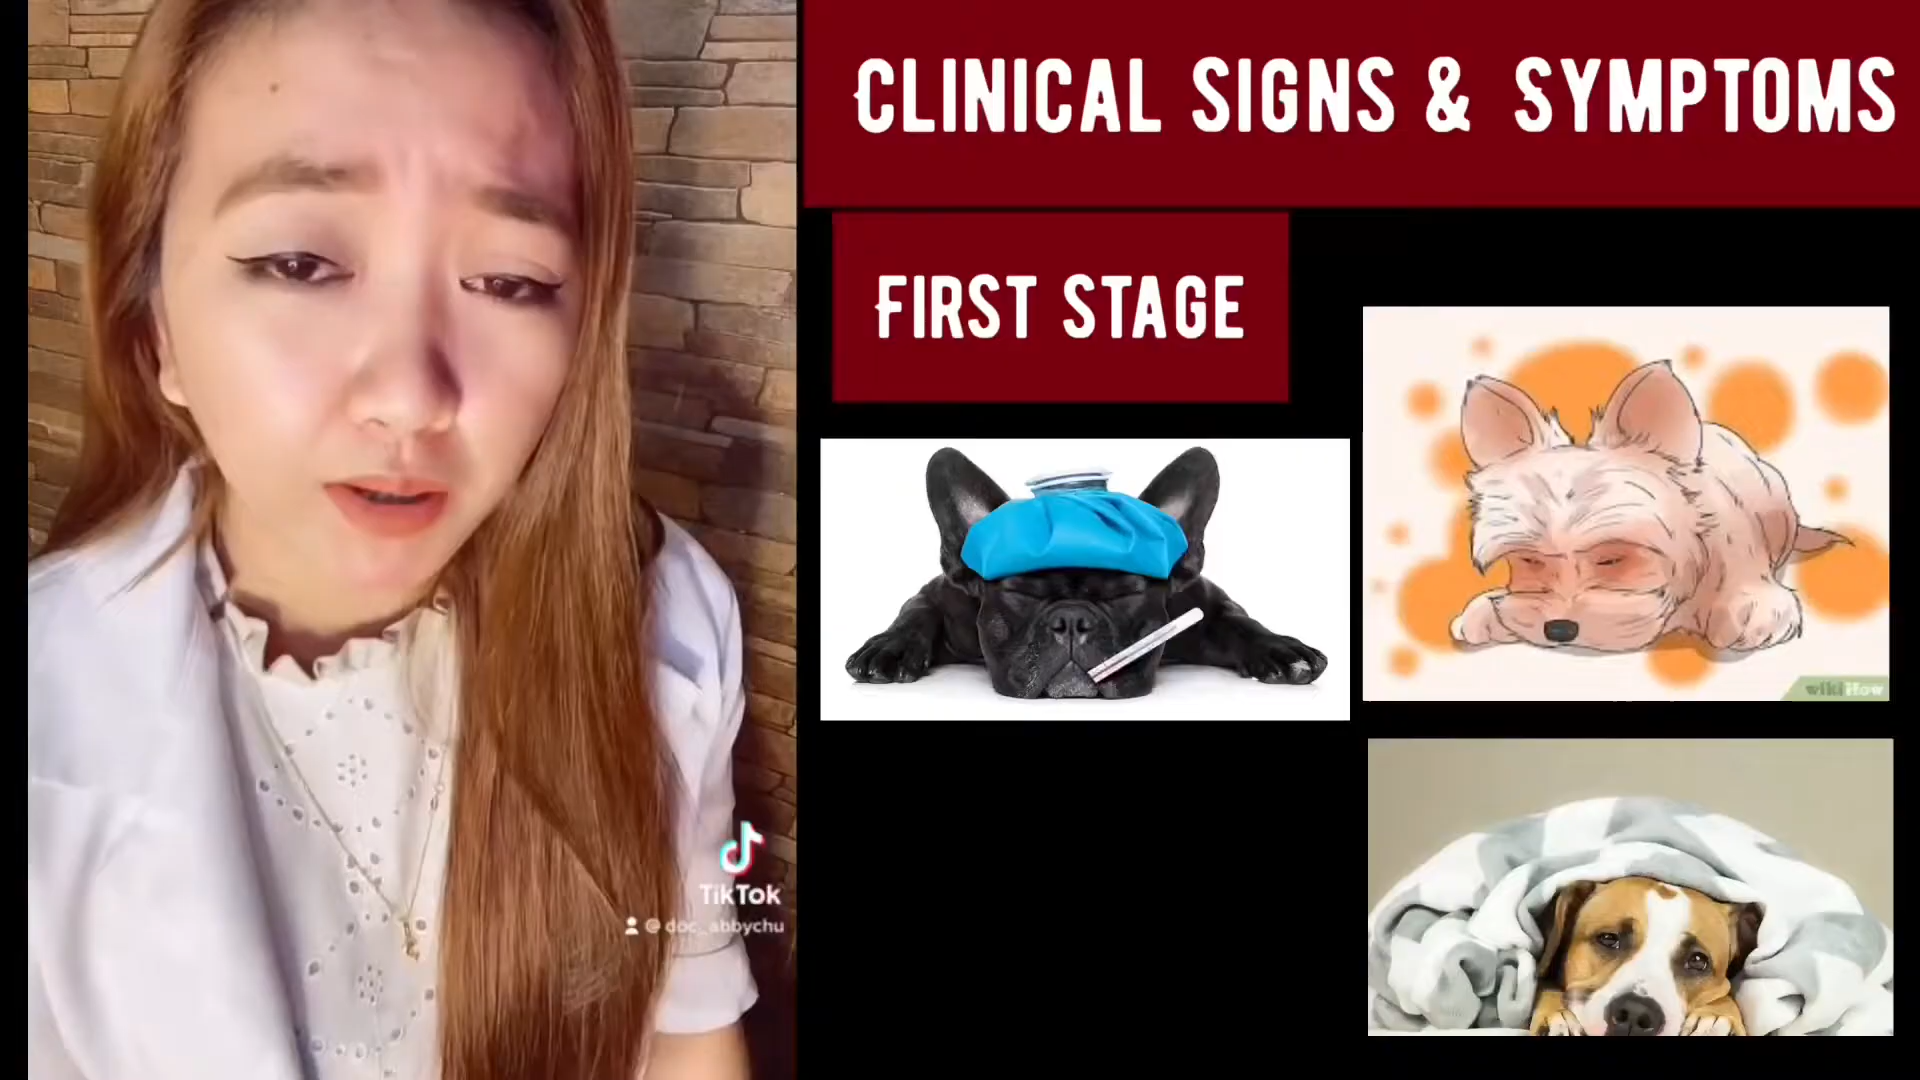 CLINICAL SIGNS & SYMPTOMS
FIRST STAGE
wikiHow
TikTok
@doc_abbychu